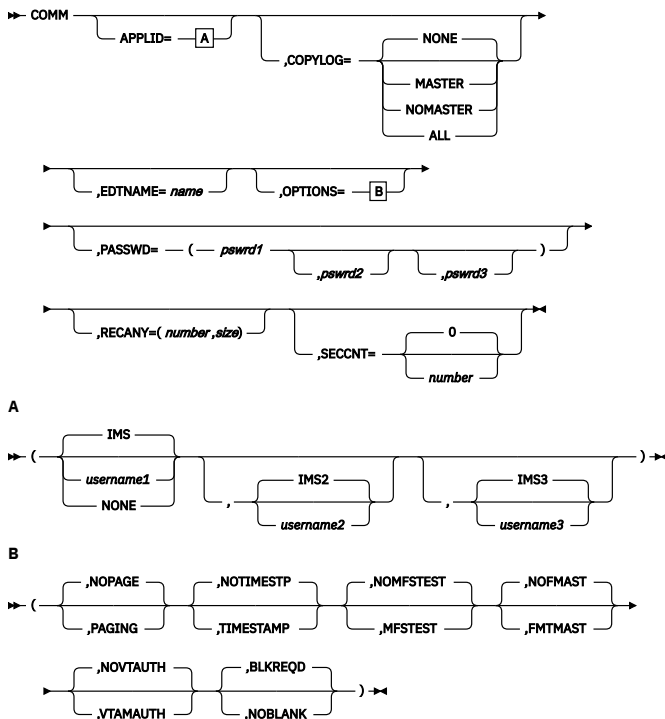 COMM
APPLID= A
,COPYLOG=
NONE
MASTER
NOMASTER
ALL
,EDTNAME= name
,OPTIONS= B
,PASSWD= ( pswrd1
,pswrd2
,pswrd3
)
,RECANY=( number ,size)
,SECCNT=
0
number
A
(
IMS
username1
NONE
,
IMS2
username2
,
IMS3
username3
)
B
(
,NOPAGE
,PAGING
,NOTIMESTP
,TIMESTAMP
,NOMFSTEST
,MFSTEST
,NOFMAST
,FMTMAST
,NOVTAUTH
,VTAMAUTH
,BLKREQD
,NOBLANK
)